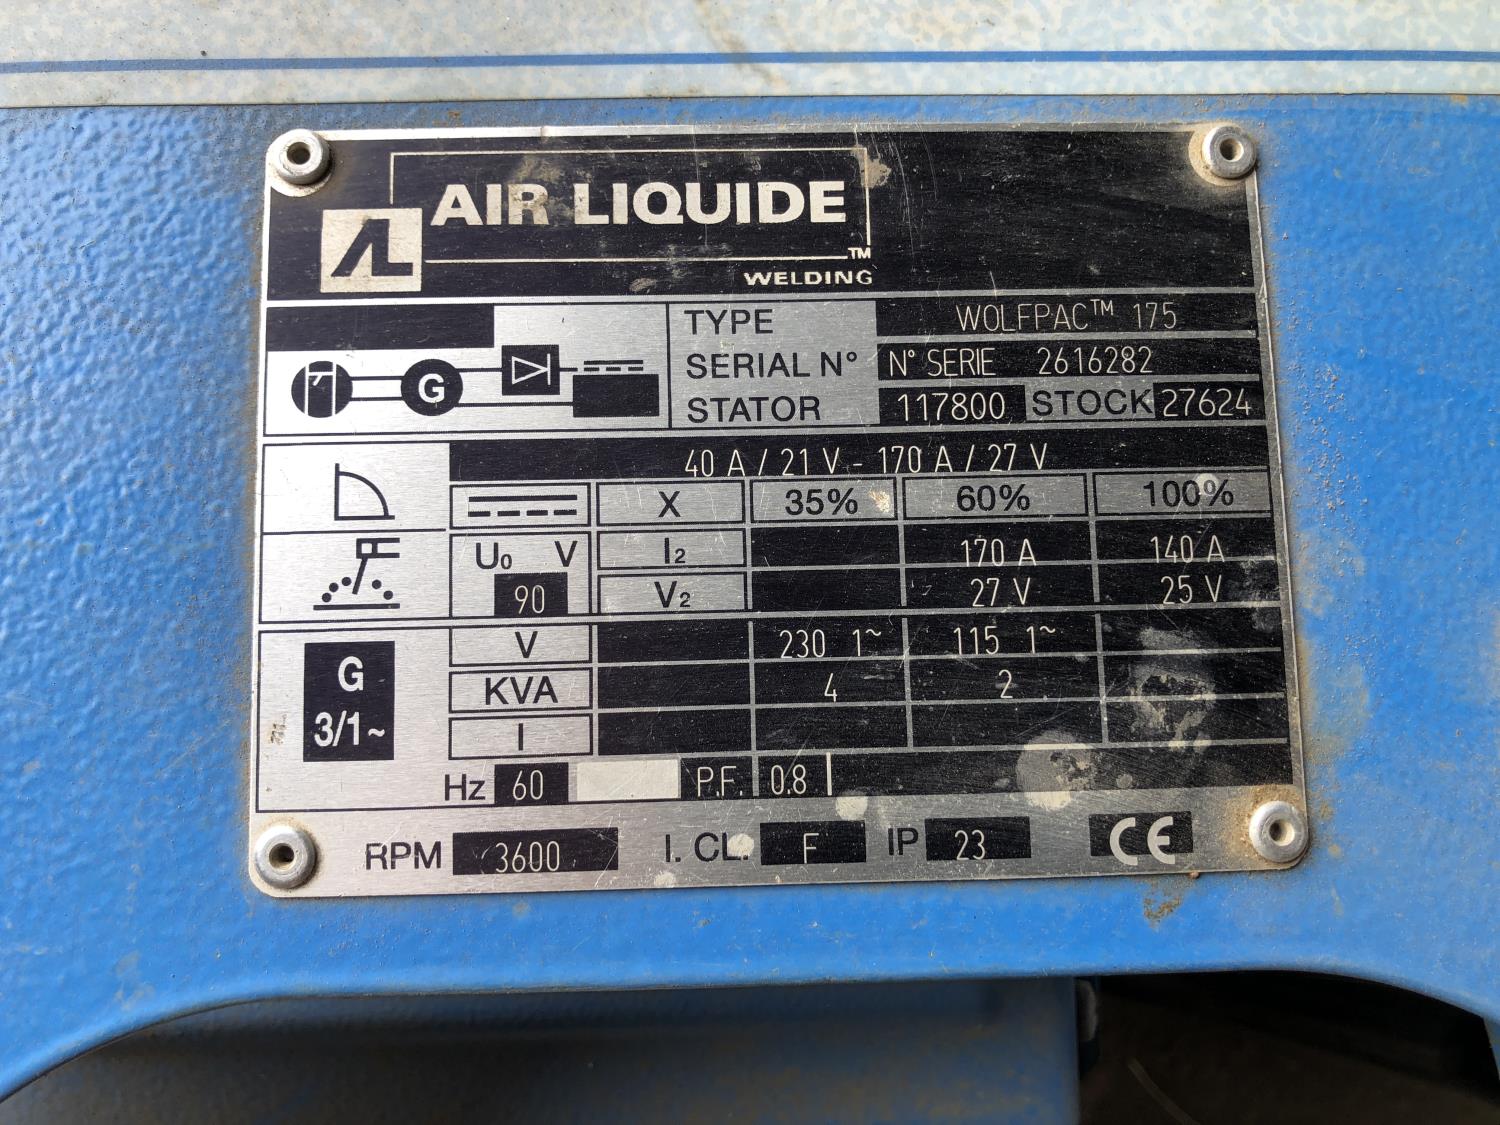 AL AIR LIQUIDE
™
WELDING
TYPE WOLFPAC™ 175
SERIAL N° N° SERIE 2616282
G
STATOR 117800 STOCK 27624
40 A / 21 V - 170 A / 27 V
X 35% 60% 100%
U₀ V I₂ 170 A 140 A
90 V₂ 27 V 25 V
V 230 1~ 115 1~
G
KVA 4 2
3/1~ I
Hz 60 P.F. 0.8
RPM 3600 I. CL. F IP 23 CE